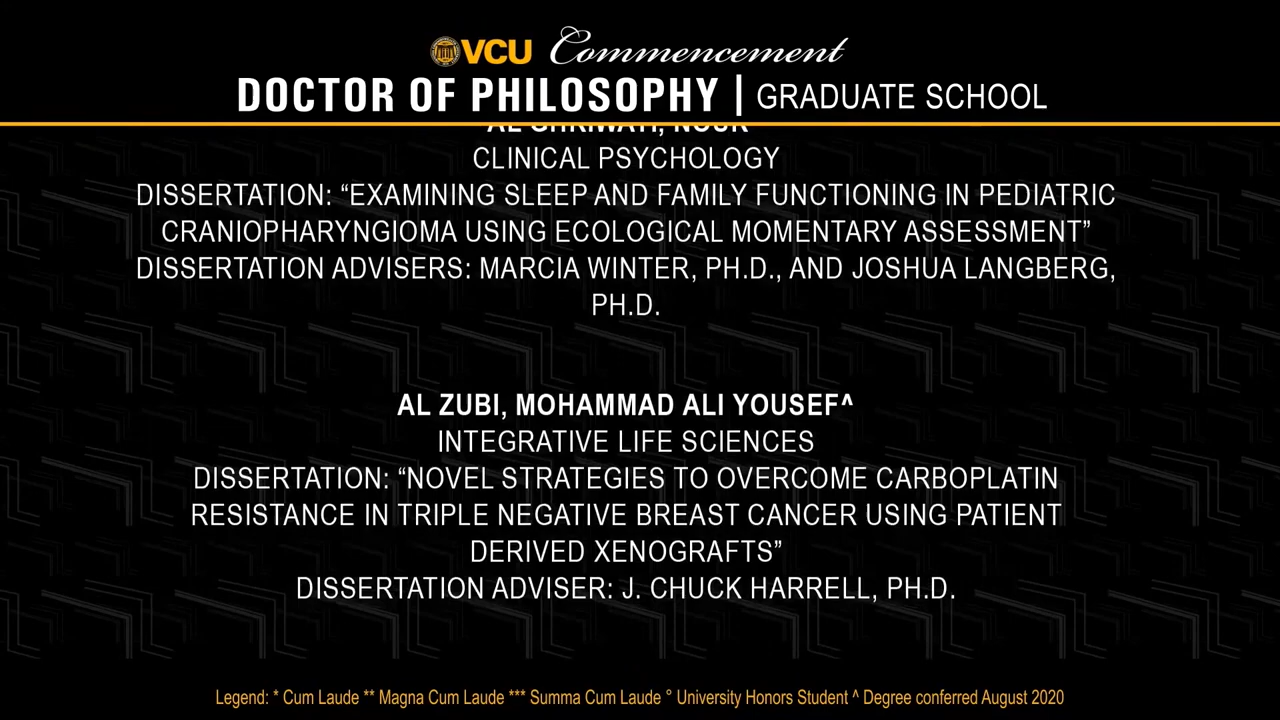 VCU Commencement
DOCTOR OF PHILOSOPHY | GRADUATE SCHOOL
CLINICAL PSYCHOLOGY
DISSERTATION: “EXAMINING SLEEP AND FAMILY FUNCTIONING IN PEDIATRIC
CRANIOPHARYNGIOMA USING ECOLOGICAL MOMENTARY ASSESSMENT”
DISSERTATION ADVISERS: MARCIA WINTER, PH.D., AND JOSHUA LANGBERG,
PH.D.
AL ZUBI, MOHAMMAD ALI YOUSEF^
INTEGRATIVE LIFE SCIENCES
DISSERTATION: “NOVEL STRATEGIES TO OVERCOME CARBOPLATIN
RESISTANCE IN TRIPLE NEGATIVE BREAST CANCER USING PATIENT
DERIVED XENOGRAFTS”
DISSERTATION ADVISER: J. CHUCK HARRELL, PH.D.
Legend: * Cum Laude ** Magna Cum Laude *** Summa Cum Laude ° University Honors Student ^ Degree conferred August 2020